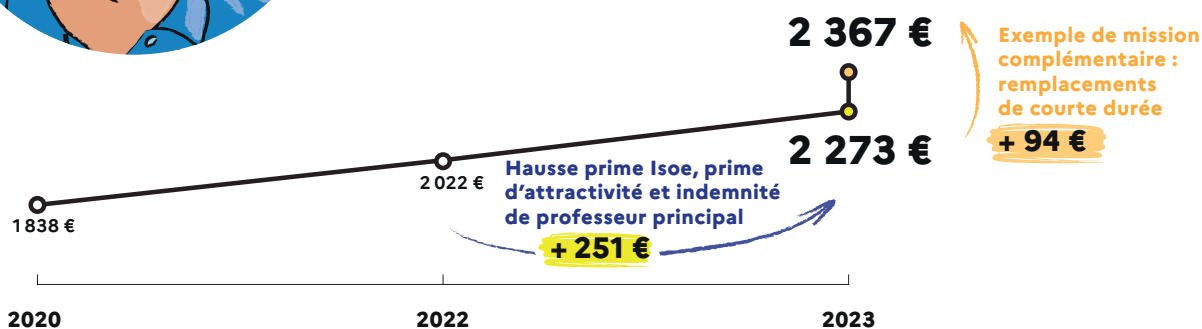 2 367 €
Exemple de mission
complémentaire :
remplacements
de courte durée
+ 94 €
2 273 €
Hausse prime Isoe, prime
d’attractivité et indemnité
de professeur principal
+ 251 €
2 022 €
1 838 €
2020
2022
2023